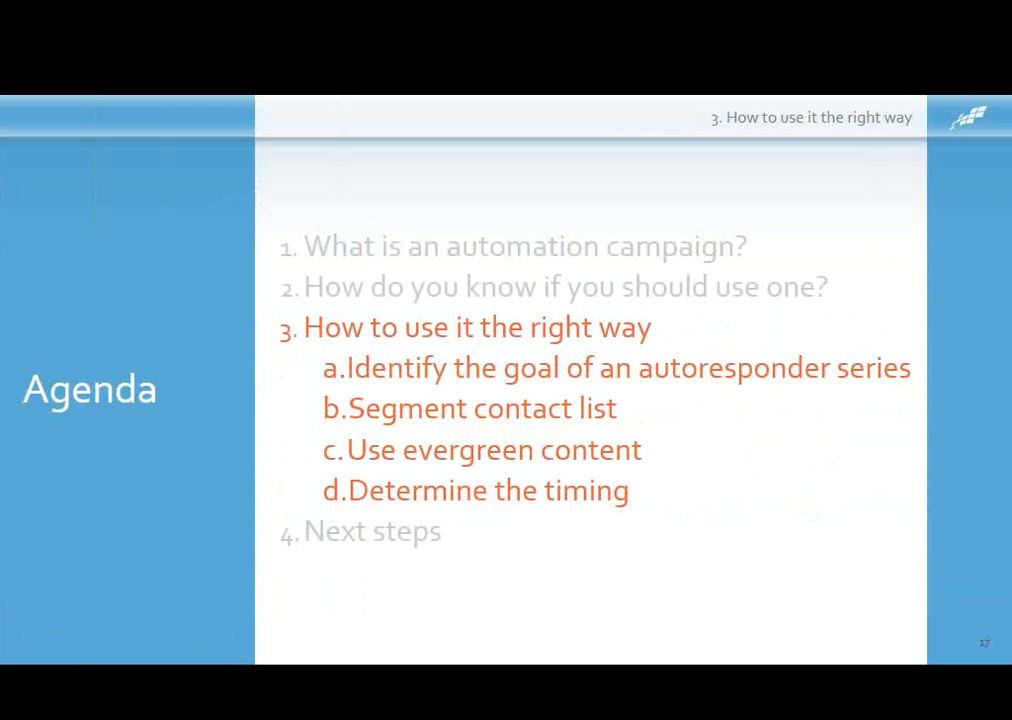 3. How to use it the right way
1. What is an automation campaign?
2. How do you know if you should use one?
3. How to use it the right way
a.Identify the goal of an autoresponder series
Agenda
b.Segment contact list
c.Use evergreen content
d.Determine the timing
4. Next steps
17